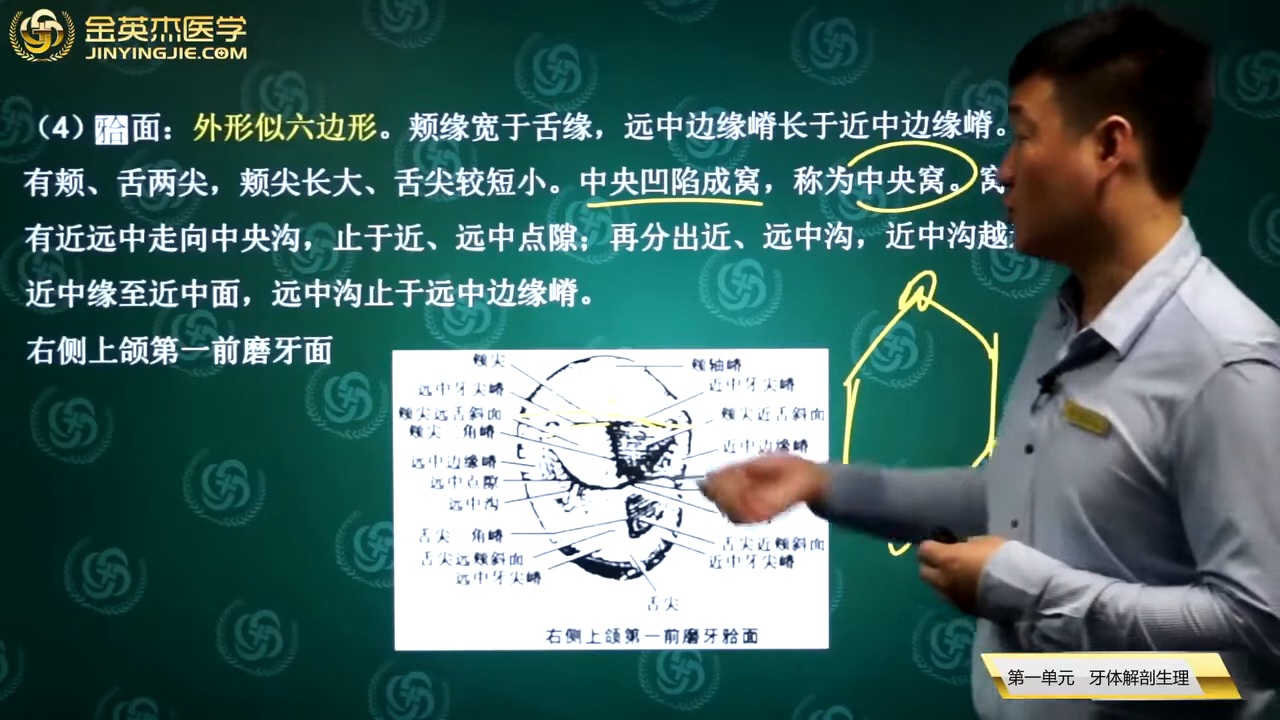 金英杰医学
JINYINGJIE.COM
（4）𬌗面：外形似六边形。颊缘宽于舌缘，远中边缘嵴长于近中边缘嵴。
有颊、舌两尖，颊尖长大、舌尖较短小。中央凹陷成窝，称为中央窝。窝
有近远中走向中央沟，止于近、远中点隙；再分出近、远中沟，近中沟越
近中缘至近中面，远中沟止于远中边缘嵴。
右侧上颌第一前磨牙面
颊尖
颊轴嵴
远中牙尖嵴
近中牙尖嵴
颊尖远舌斜面
颊尖近舌斜面
颊尖三角嵴
近中边缘嵴
远中边缘嵴
远中点隙
远中沟
舌尖三角嵴
舌尖近颊斜面
舌尖远颊斜面
近中牙尖嵴
远中牙尖嵴
舌尖
右侧上颌第一前磨牙𬌗面
第一单元 牙体解剖生理